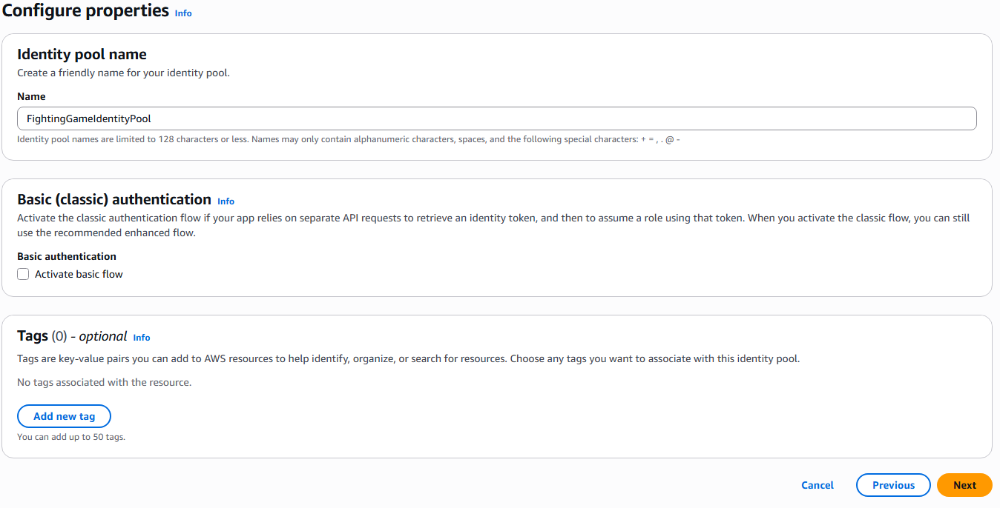 Configure properties Info
Identity pool name
Create a friendly name for your identity pool.
Name
FightingGameIdentityPool
Identity pool names are limited to 128 characters or less. Names may only contain alphanumeric characters, spaces, and the following special characters: + = , . @ -
Basic (classic) authentication Info
Activate the classic authentication flow if your app relies on separate API requests to retrieve an identity token, and then to assume a role using that token. When you activate the classic flow, you can still
use the recommended enhanced flow.
Basic authentication
Activate basic flow
Tags (0) - optional Info
Tags are key-value pairs you can add to AWS resources to help identify, organize, or search for resources. Choose any tags you want to associate with this identity pool.
No tags associated with the resource.
Add new tag
You can add up to 50 tags.
Cancel Previous Next